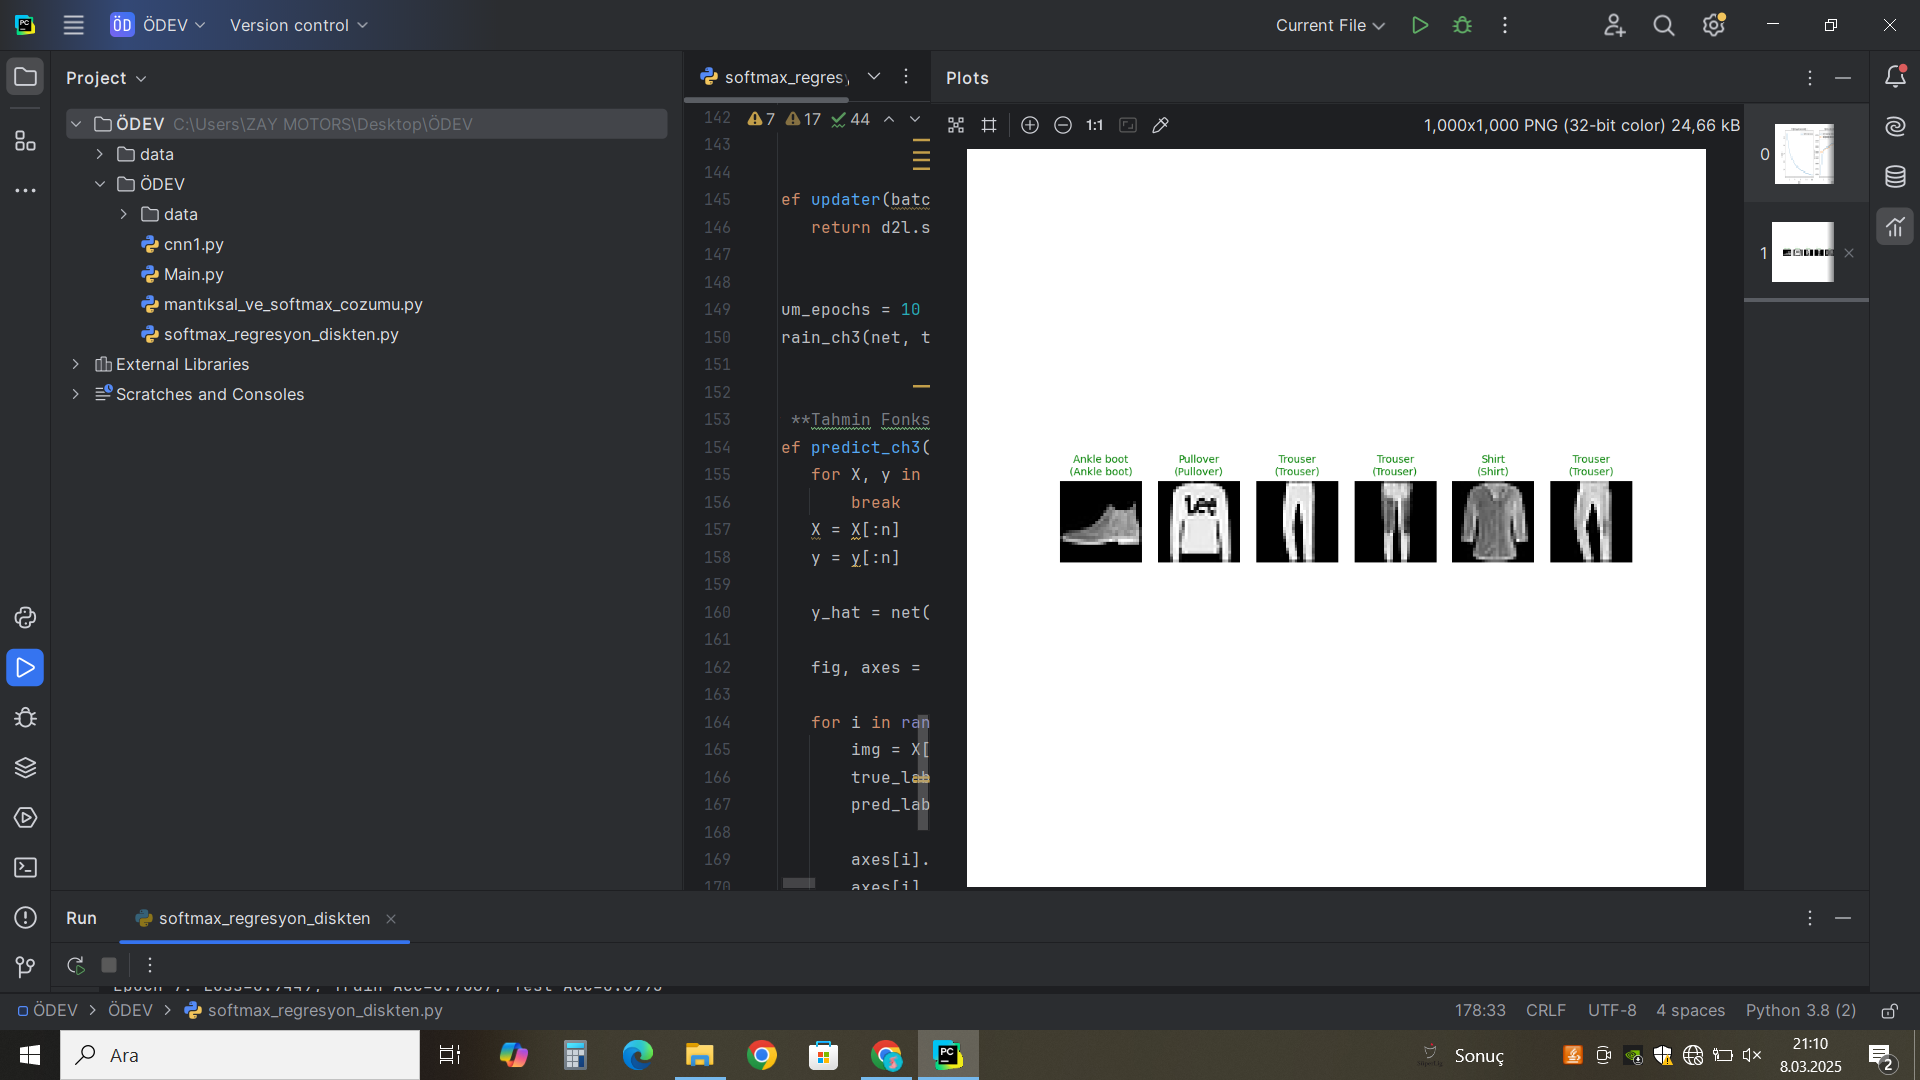 ÖD ÖDEV Version control Current File
Project
ÖDEV C:\Users\ZAY MOTORS\Desktop\ÖDEV
data
ÖDEV
data
cnn1.py
Main.py
mantıksal_ve_softmax_cozumu.py
softmax_regresyon_diskten.py
External Libraries
Scratches and Consoles
softmax_regresy
7 17 44
142
143
144
145 ef updater(batc
146 return d2l.s
147
148
149 um_epochs = 10
150 rain_ch3(net, t
151
152
153 **Tahmin Fonks
154 ef predict_ch3(
155 for X, y in
156 break
157 X = X[:n]
158 y = y[:n]
159
160 y_hat = net(
161
162 fig, axes =
163
164 for i in ran
165 img = X[
166 true_lab
167 pred_lab
168
169 axes[i].
170 axes[i]
Plots
1:1 1,000x1,000 PNG (32-bit color) 24,66 kB
Ankle boot
(Ankle boot)
Pullover
(Pullover)
Lee
Trouser
(Trouser)
Trouser
(Trouser)
Shirt
(Shirt)
Trouser
(Trouser)
0
1
Run softmax_regresyon_diskten
ÖDEV ÖDEV softmax_regresyon_diskten.py 178:33 CRLF UTF-8 4 spaces Python 3.8 (2)
Ara
PC
Sonuç
21:10
8.03.2025
2